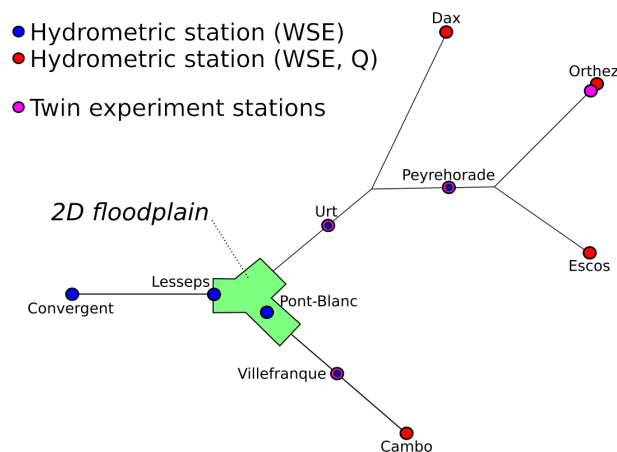 Hydrometric station (WSE)
Hydrometric station (WSE, Q)
Twin experiment stations
Dax
Orthez
Peyrehorade
Urt
2D floodplain
Escos
Lesseps
Pont-Blanc
Convergent
Villefranque
Cambo